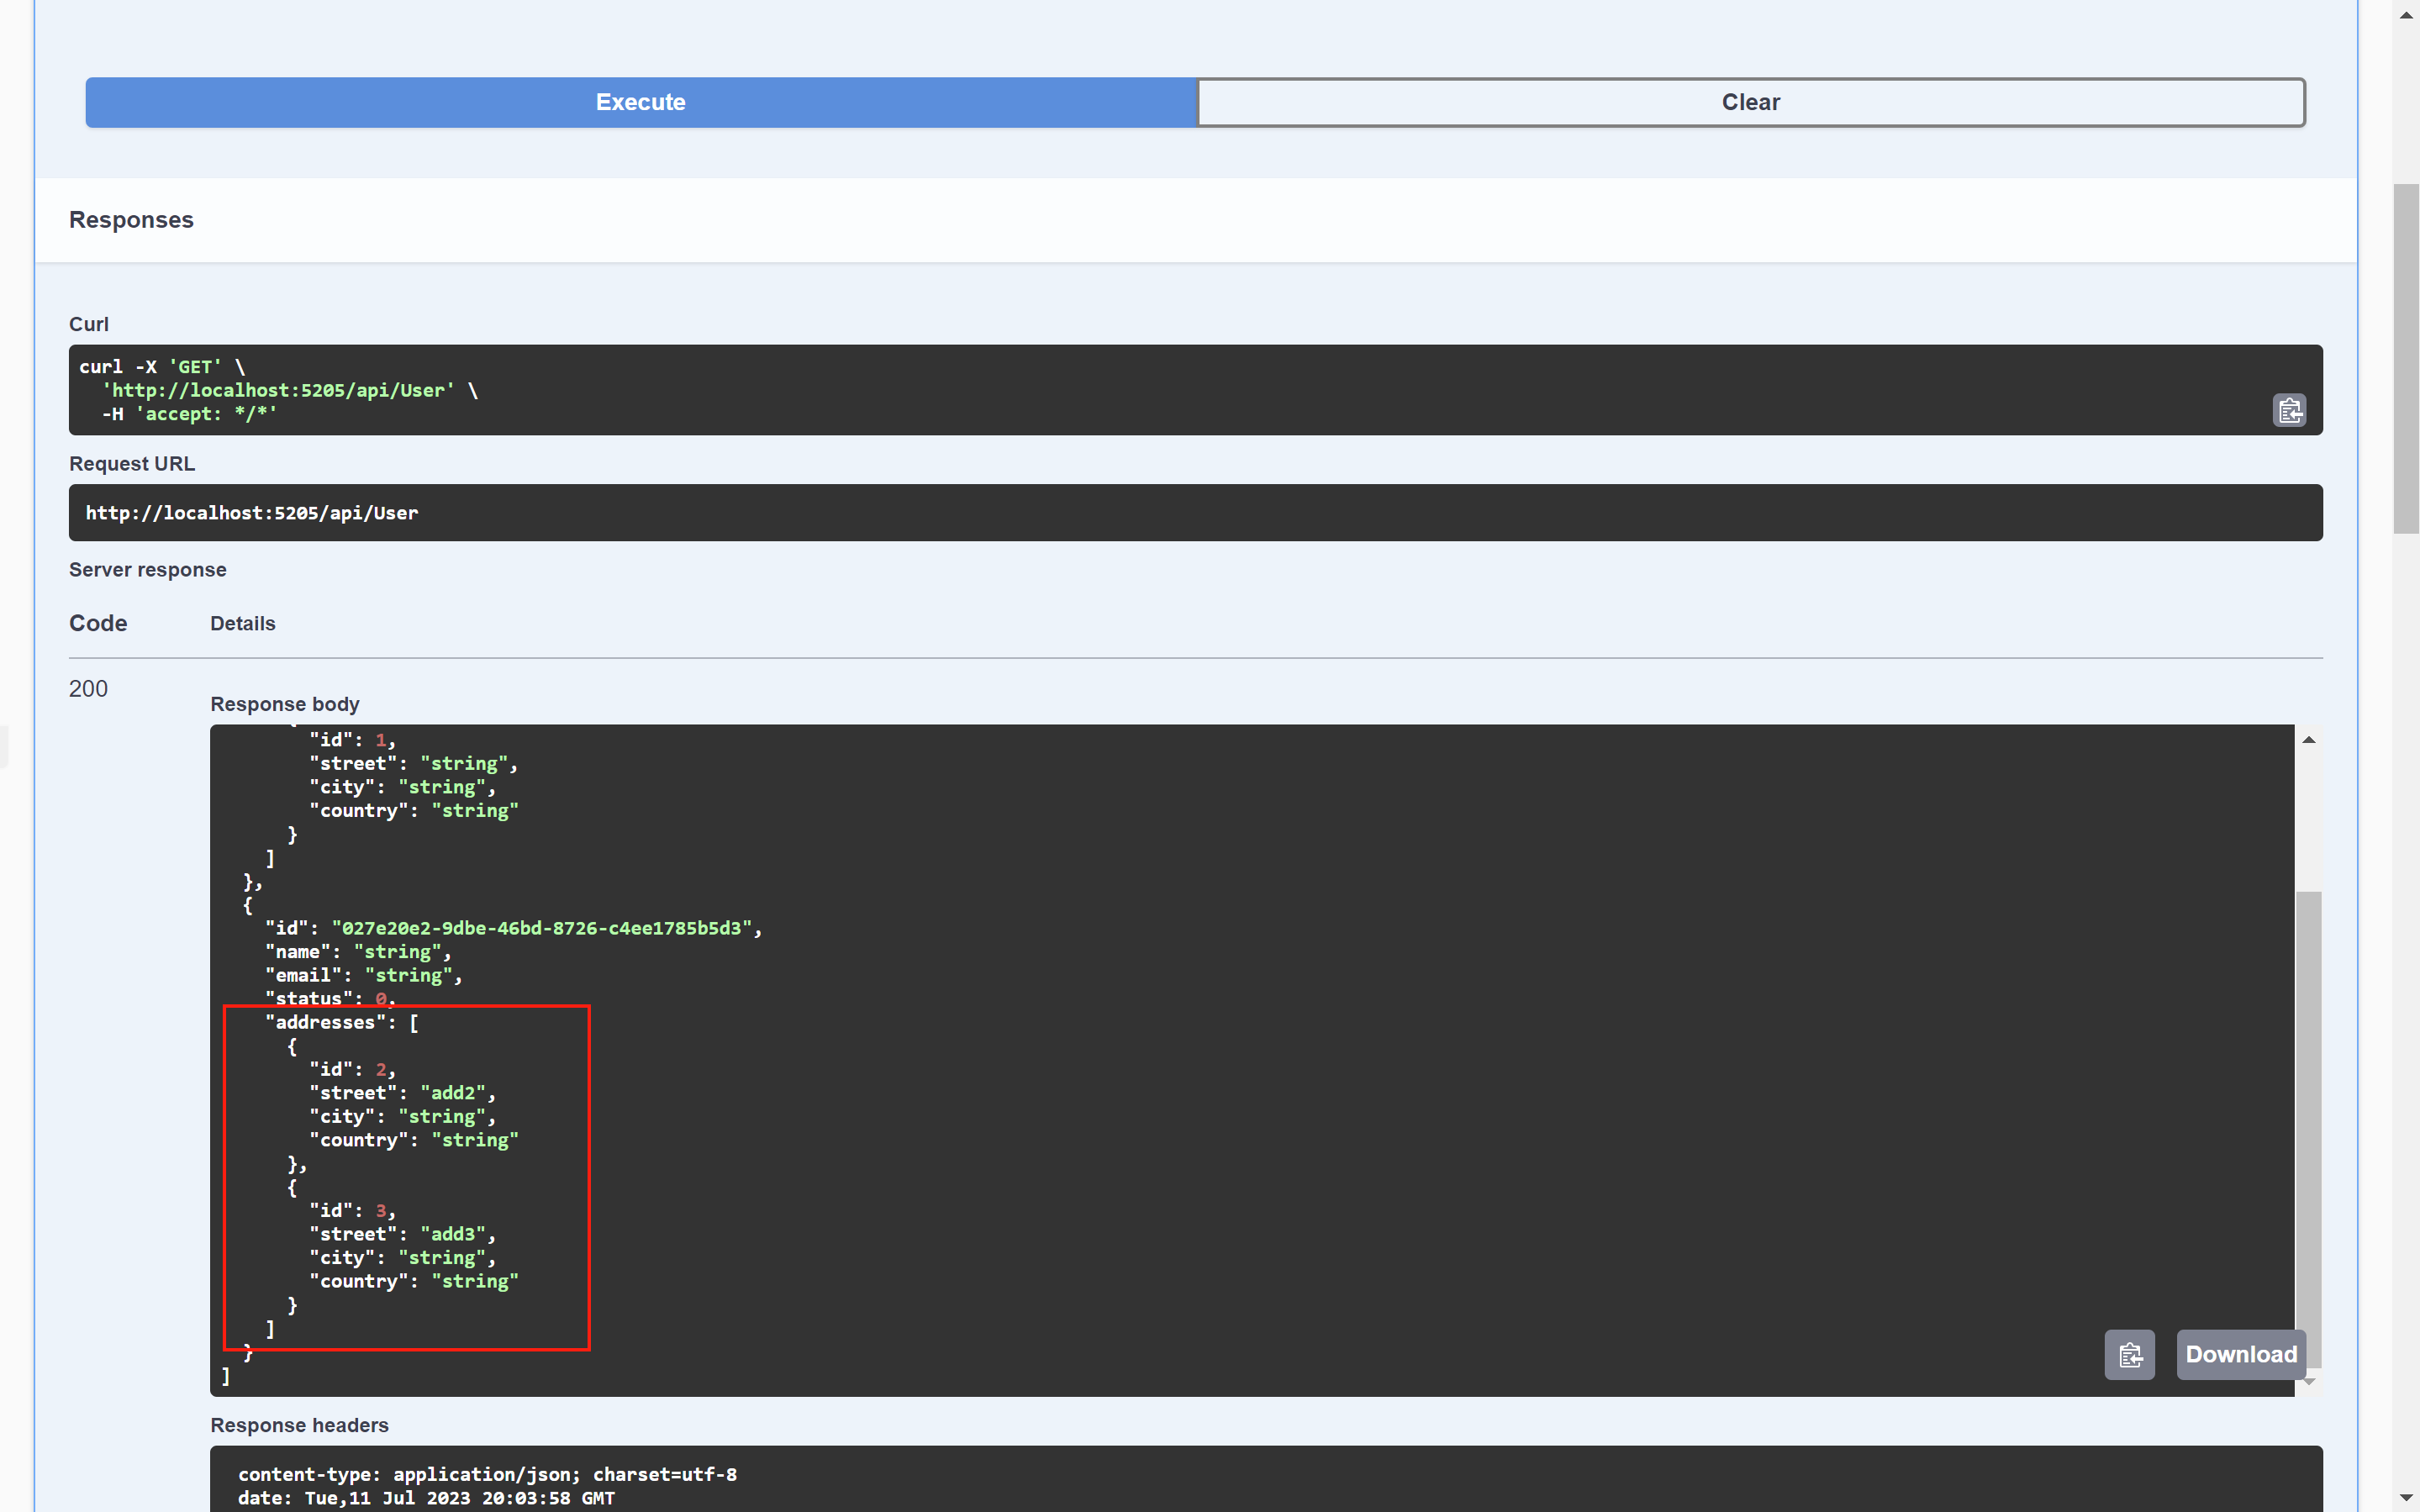 Execute
Clear
Responses
Curl
curl -X 'GET' \
  'http://localhost:5205/api/User' \
  -H 'accept: */*'
Request URL
http://localhost:5205/api/User
Server response
Code Details
200
Response body
        "id": 1,
        "street": "string",
        "city": "string",
        "country": "string"
      }
    ]
  },
  {
    "id": "027e20e2-9dbe-46bd-8726-c4ee1785b5d3",
    "name": "string",
    "email": "string",
    "status": 0,
    "addresses": [
      {
        "id": 2,
        "street": "add2",
        "city": "string",
        "country": "string"
      },
      {
        "id": 3,
        "street": "add3",
        "city": "string",
        "country": "string"
      }
    ]
  }
]
Download
Response headers
content-type: application/json; charset=utf-8
date: Tue,11 Jul 2023 20:03:58 GMT